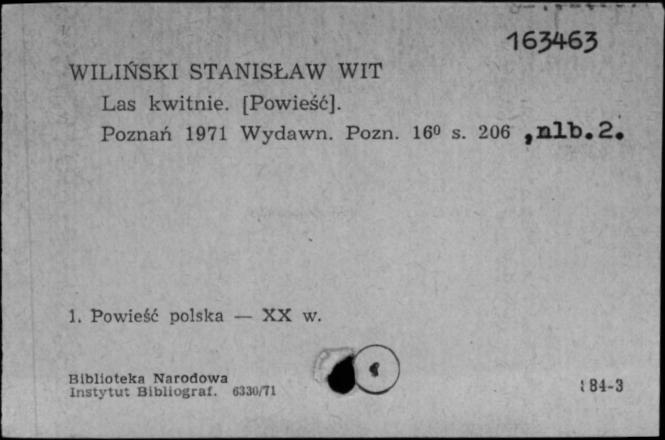 163463
WILIŃSKI STANISŁAW WIT
Las kwitnie. [Powieść].
Poznań 1971 Wydawn. Pozn. 16⁰ s. 206 ,nlb.2.
1. Powieść polska — XX w.
Biblioteka Narodowa
Instytut Bibliograf. 6330/71
184-3